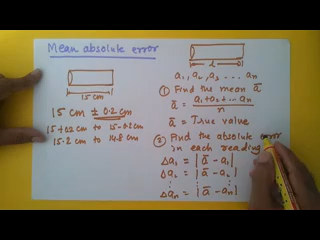 Mean absolute error
15 cm
15 cm ± 0.2 cm
15+0.2 cm to 15-0.2 cm
15.2 cm to 14.8 cm
l
a₁, a₂, a₃ ... aₙ
① Find the mean ā
ā = a₁+a₂+...aₙ / n
ā = True value
② Find the absolute error
in each reading
Δa₁ = |ā - a₁|
Δa₂ = |ā - a₂|
⋮ ⋮
Δaₙ = |ā - aₙ|